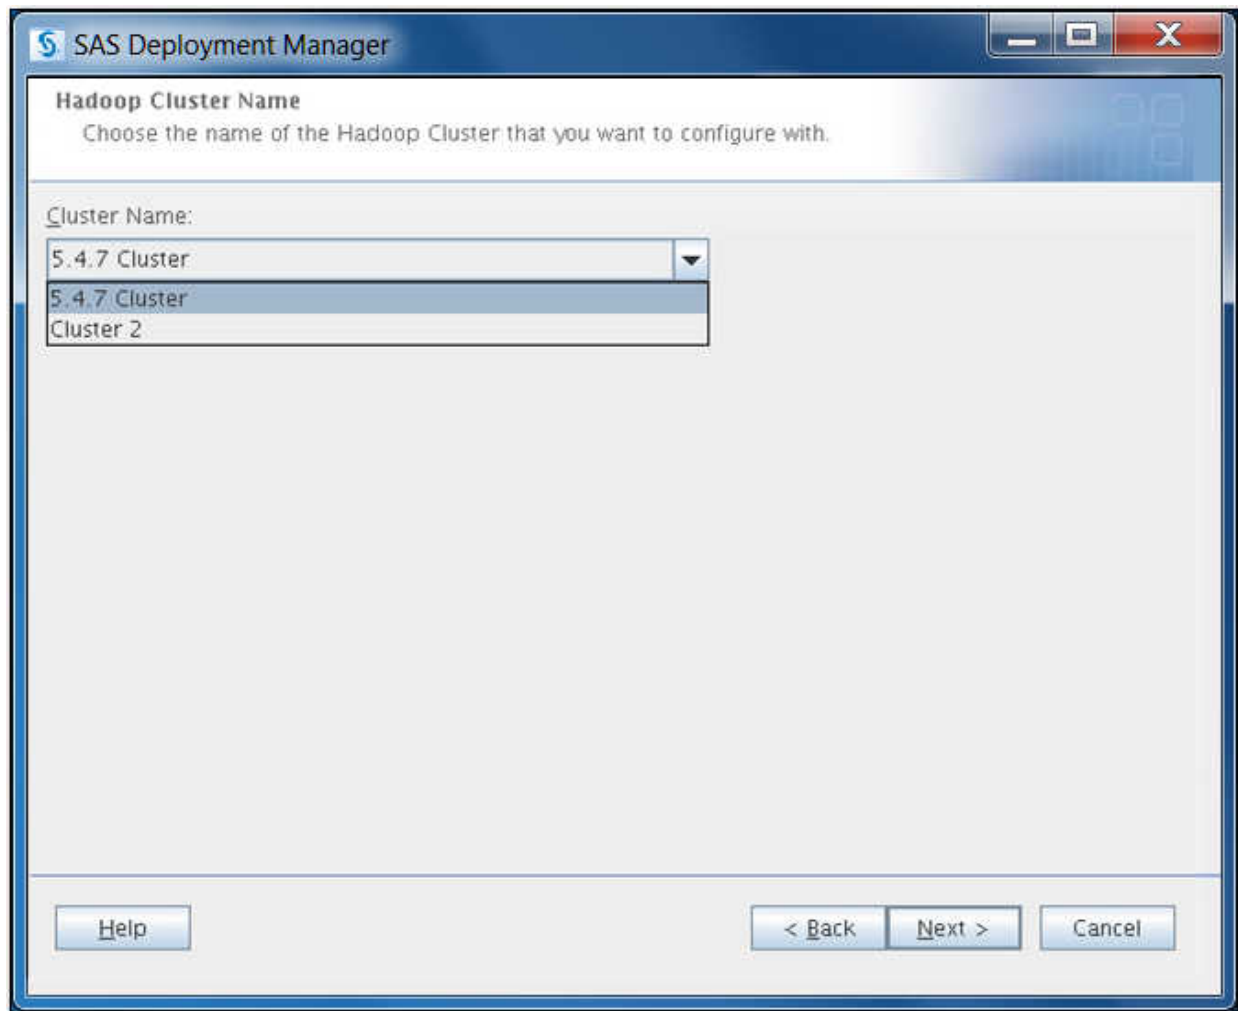 SAS Deployment Manager
Hadoop Cluster Name
Choose the name of the Hadoop Cluster that you want to configure with.
Cluster Name:
5.4.7 Cluster
5.4.7 Cluster
Cluster 2
Help
< Back
Next >
Cancel